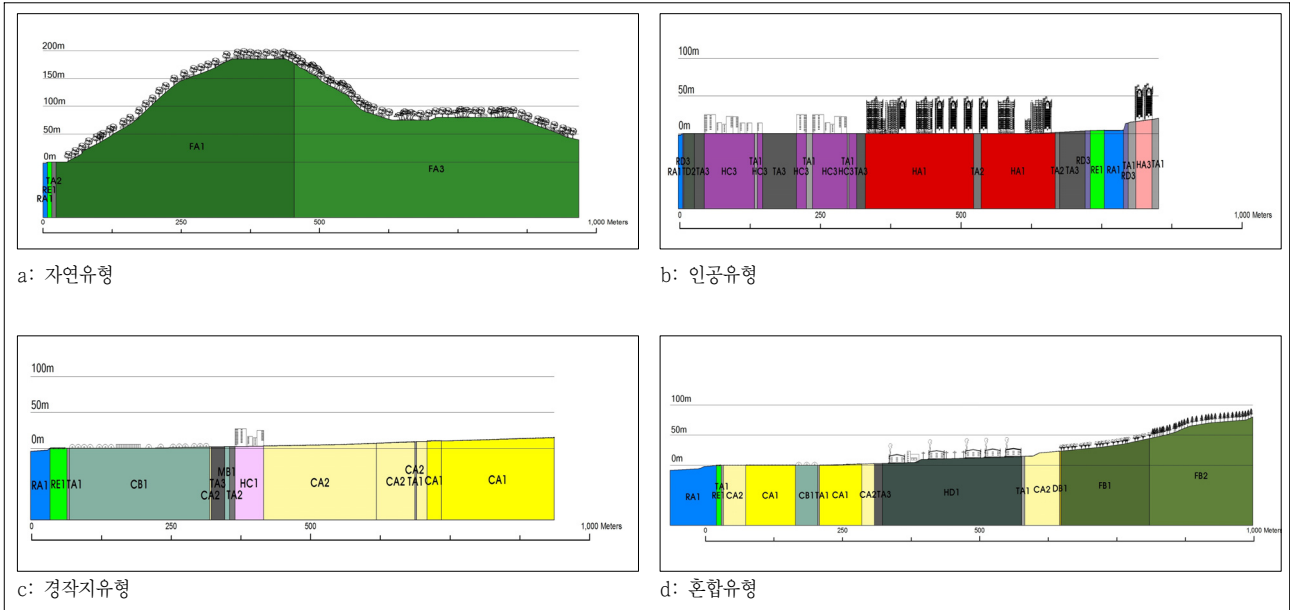 200m
150m
100m
50m
0m
FA1
FA3
TA2
RE1
RA1
0
250
500
1,000 Meters
a: 자연유형
100m
50m
0m
RD3
RA1
TD2
TA3
HC3
TA1
HC3
TA3
HC3
TA1
HC3
TA1
HC3
TA3
HA1
TA2
HA1
TA2
TA3
RD3
RE1
RA1
TA1
RD3
HA3
TA1
0
250
500
1,000 Meters
b: 인공유형
100m
50m
0m
RA1
RE1
TA1
CB1
CA2
TA3
MB1
TA2
HC1
CA2
CA2
CA2
TA1
CA1
CA1
0
250
500
1,000 Meters
c: 경작지유형
100m
50m
0m
RA1
TA1
RE1
CA2
CA1
CB1
TA1
CA1
CA2
TA3
HD1
TA1
CA2
DB1
FB1
FB2
0
250
500
1,000 Meters
d: 혼합유형